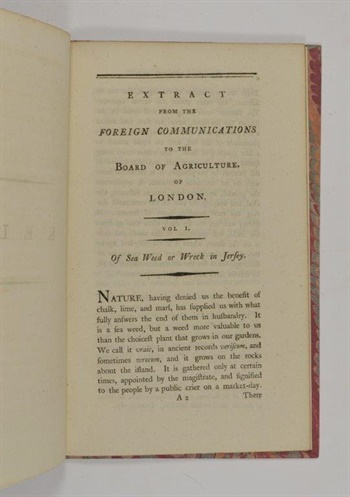 EXTRACT
FROM THE
FOREIGN COMMUNICATIONS
TO THE
BOARD OF AGRICULTURE.
OF
LONDON.
VOL I.
Of Sea Weed or Wreck in Jerſey.
NATURE, having denied us the benefit of
chalk, lime, and marl, has ſupplied us with what
fully anſwers the end of them in huſbandry. It
is a ſea weed, but a weed more valuable to us
than the choiceſt plant that grows in our gardens.
We call it vraic, in ancient records veriſcum, and
ſometimes wreccum, and it grows on the rocks
about the iſland. It is gathered only at certain
times, appointed by the magiſtrate, and ſignified
to the people by a public crier on a market-day.
A 2 There